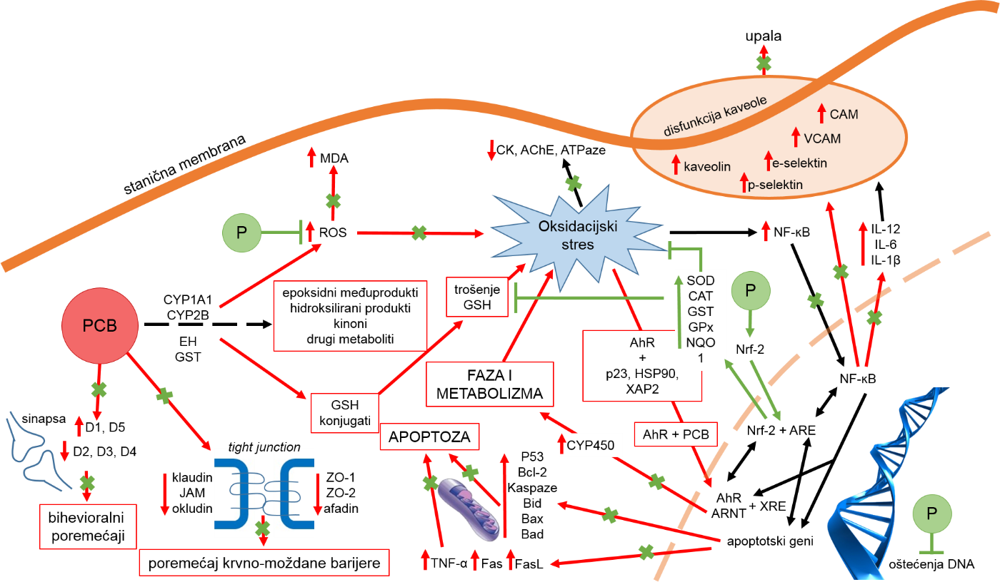 upala
disfunkcija kaveole
CAM
VCAM
e-selektin
kaveolin
p-selektin
stanična membrana
MDA
CK, AChE, ATPaze
P
ROS
Oksidacijski
stres
NF-κB
IL-12
IL-6
IL-1β
PCB
CYP1A1
CYP2B
EH
GST
epoksidni međuprodukti
hidroksilirani produkti
kinoni
drugi metaboliti
trošenje
GSH
SOD
CAT
GST
GPx
NQO
1
P
Nrf-2
AhR
+
p23, HSP90,
XAP2
FAZA I
METABOLIZMA
NF-κB
GSH
konjugati
sinapsa
D1, D5
D2, D3, D4
bihevioralni
poremećaji
tight junction
klaudin
JAM
okludin
ZO-1
ZO-2
afadin
poremećaj krvno-moždane barijere
APOPTOZA
P53
Bcl-2
Kaspaze
Bid
Bax
Bad
TNF-α
Fas
FasL
CYP450
AhR + PCB
Nrf-2 + ARE
AhR
ARNT
+ XRE
apoptotski geni
P
oštećenja DNA